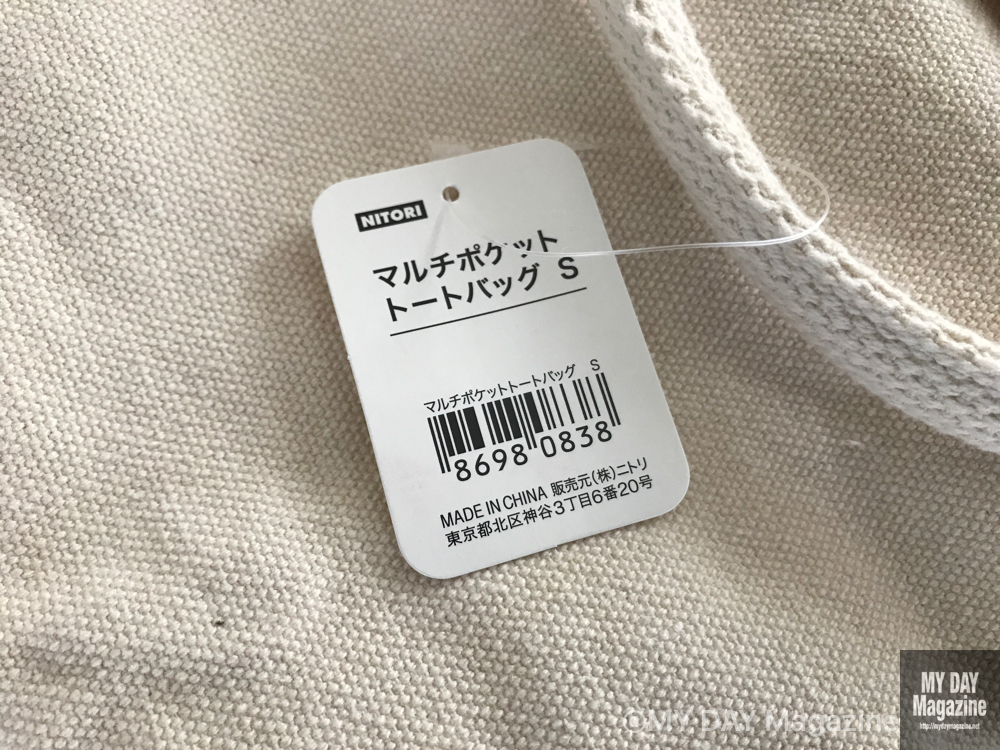 NITORI
マルチポケット
トートバッグ S
マルチポケットトートバッグ S
8698 0838
MADE IN CHINA 販売元(株)ニトリ
東京都北区神谷3丁目6番20号
MY DAY
Magazine
http://mydaymagazine.net
©MY DAY Magazine